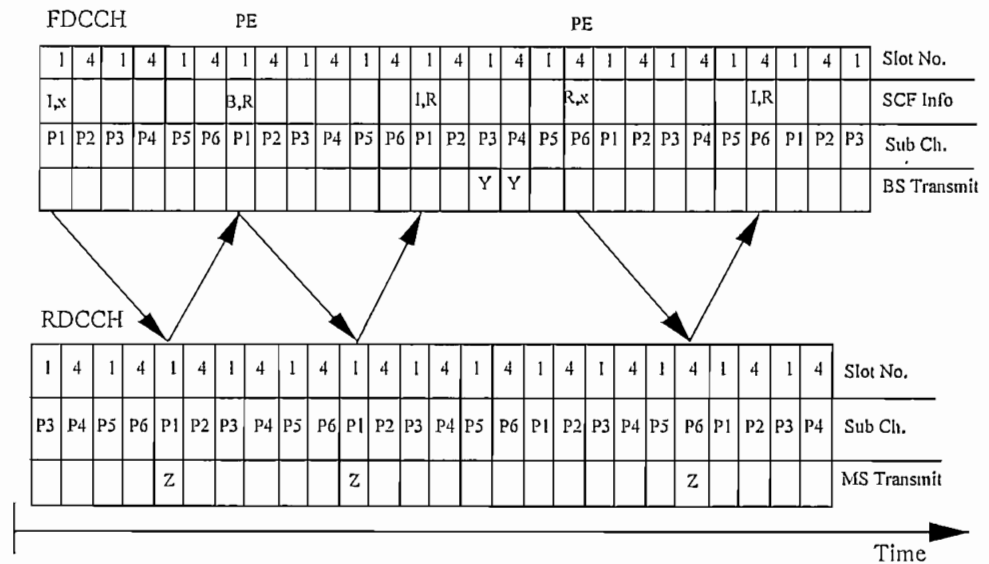 FDCCH PE PE
1 4 1 4 1 4 1 4 1 4 1 4 1 4 1 4 1 4 1 4 1 4 1 4 1 4 1 Slot No.
I,x B,R I,R R,x I,R SCF Info
P1 P2 P3 P4 P5 P6 P1 P2 P3 P4 P5 P6 P1 P2 P3 P4 P5 P6 P1 P2 P3 P4 P5 P6 P1 P2 P3 Sub Ch.
Y Y BS Transmit
RDCCH
1 4 1 4 1 4 1 4 1 4 1 4 1 4 1 4 1 4 1 4 1 4 1 4 1 4 Slot No.
P3 P4 P5 P6 P1 P2 P3 P4 P5 P6 P1 P2 P3 P4 P5 P6 P1 P2 P3 P4 P5 P6 P1 P2 P3 P4 Sub Ch.
Z Z Z MS Transmit
Time